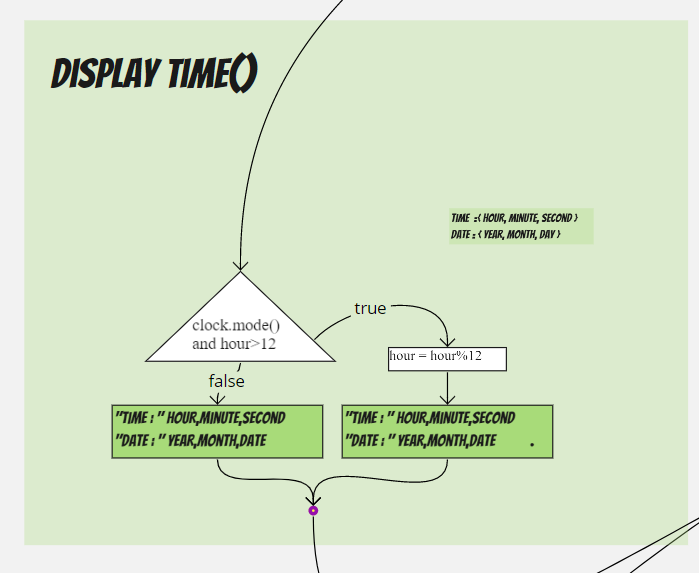 DISPLAY TIME()
TIME :{ HOUR, MINUTE, SECOND }
DATE : { YEAR, MONTH, DAY }
clock.mode()
and hour>12
true
hour = hour%12
false
"TIME : " HOUR,MINUTE,SECOND
"DATE : " YEAR,MONTH,DATE
"TIME : " HOUR,MINUTE,SECOND
"DATE : " YEAR,MONTH,DATE .